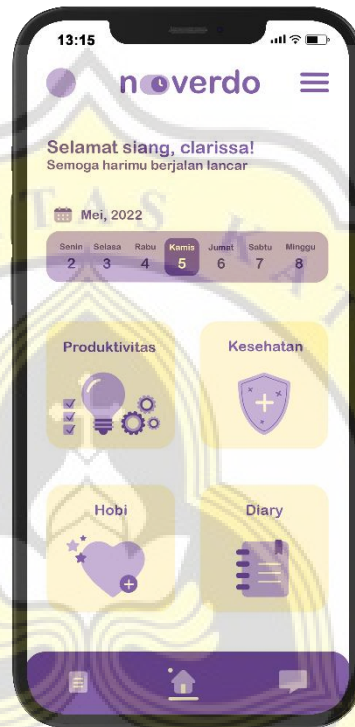 13:15
noverdo
Selamat siang, clarissa!
Semoga harimu berjalan lancar
Mei, 2022
Senin Selasa Rabu Kamis Jumat Sabtu Minggu
2 3 4 5 6 7 8
Produktivitas Kesehatan
Hobi Diary